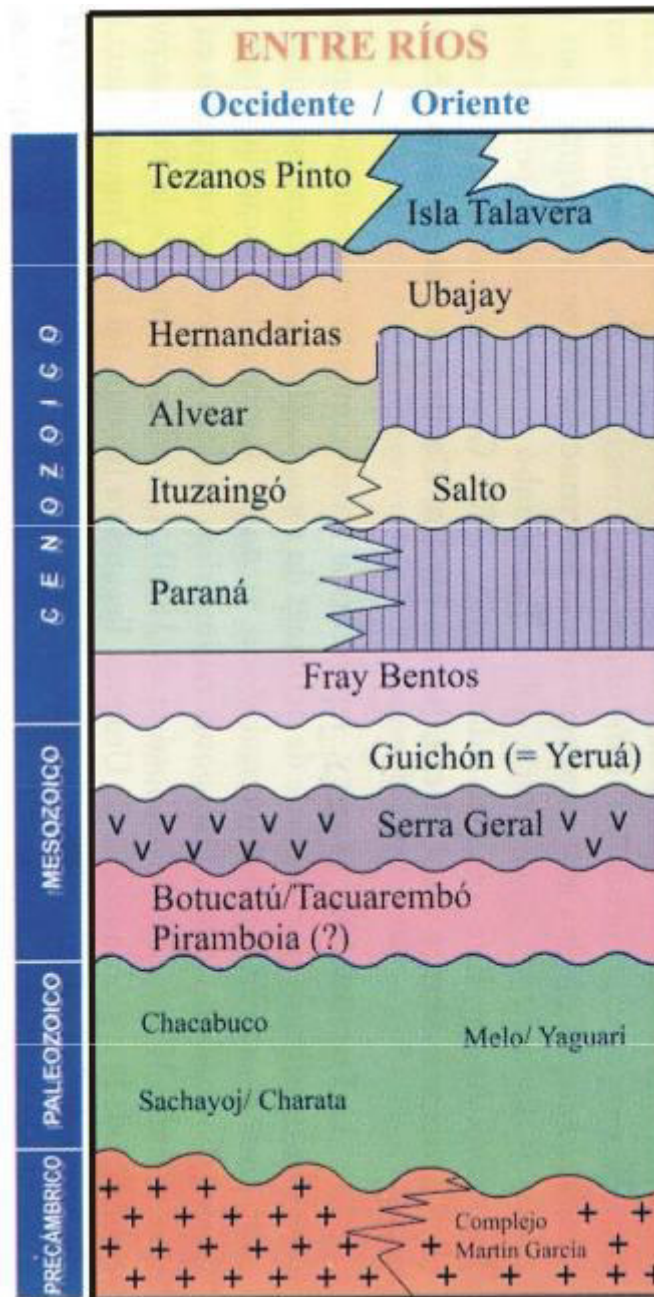 ENTRE RÍOS
Occidente / Oriente
CENOZOICO
Tezanos Pinto
Isla Talavera
Ubajay
Hernandarias
Alvear
Ituzaingó
Salto
Paraná
Fray Bentos
MESOZOICO
Guichón (= Yeruá)
Serra Geral
Botucatú/Tacuarembó
Piramboia (?)
PALEOZOICO
Chacabuco
Melo/ Yaguari
Sachayoj/ Charata
PRECÁMBRICO
Complejo
Martín García